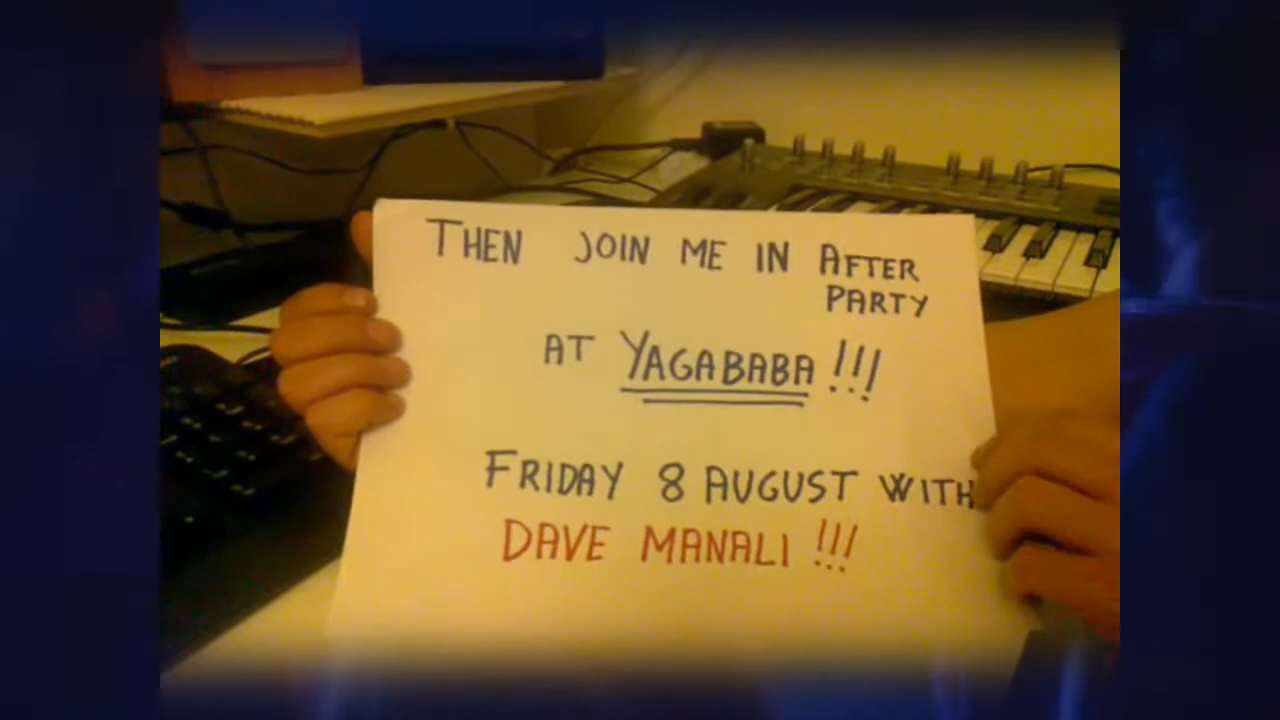 THEN JOIN ME IN AFTER
PARTY
AT YAGABABA !!!
FRIDAY 8 AUGUST WITH
DAVE MANALI !!!